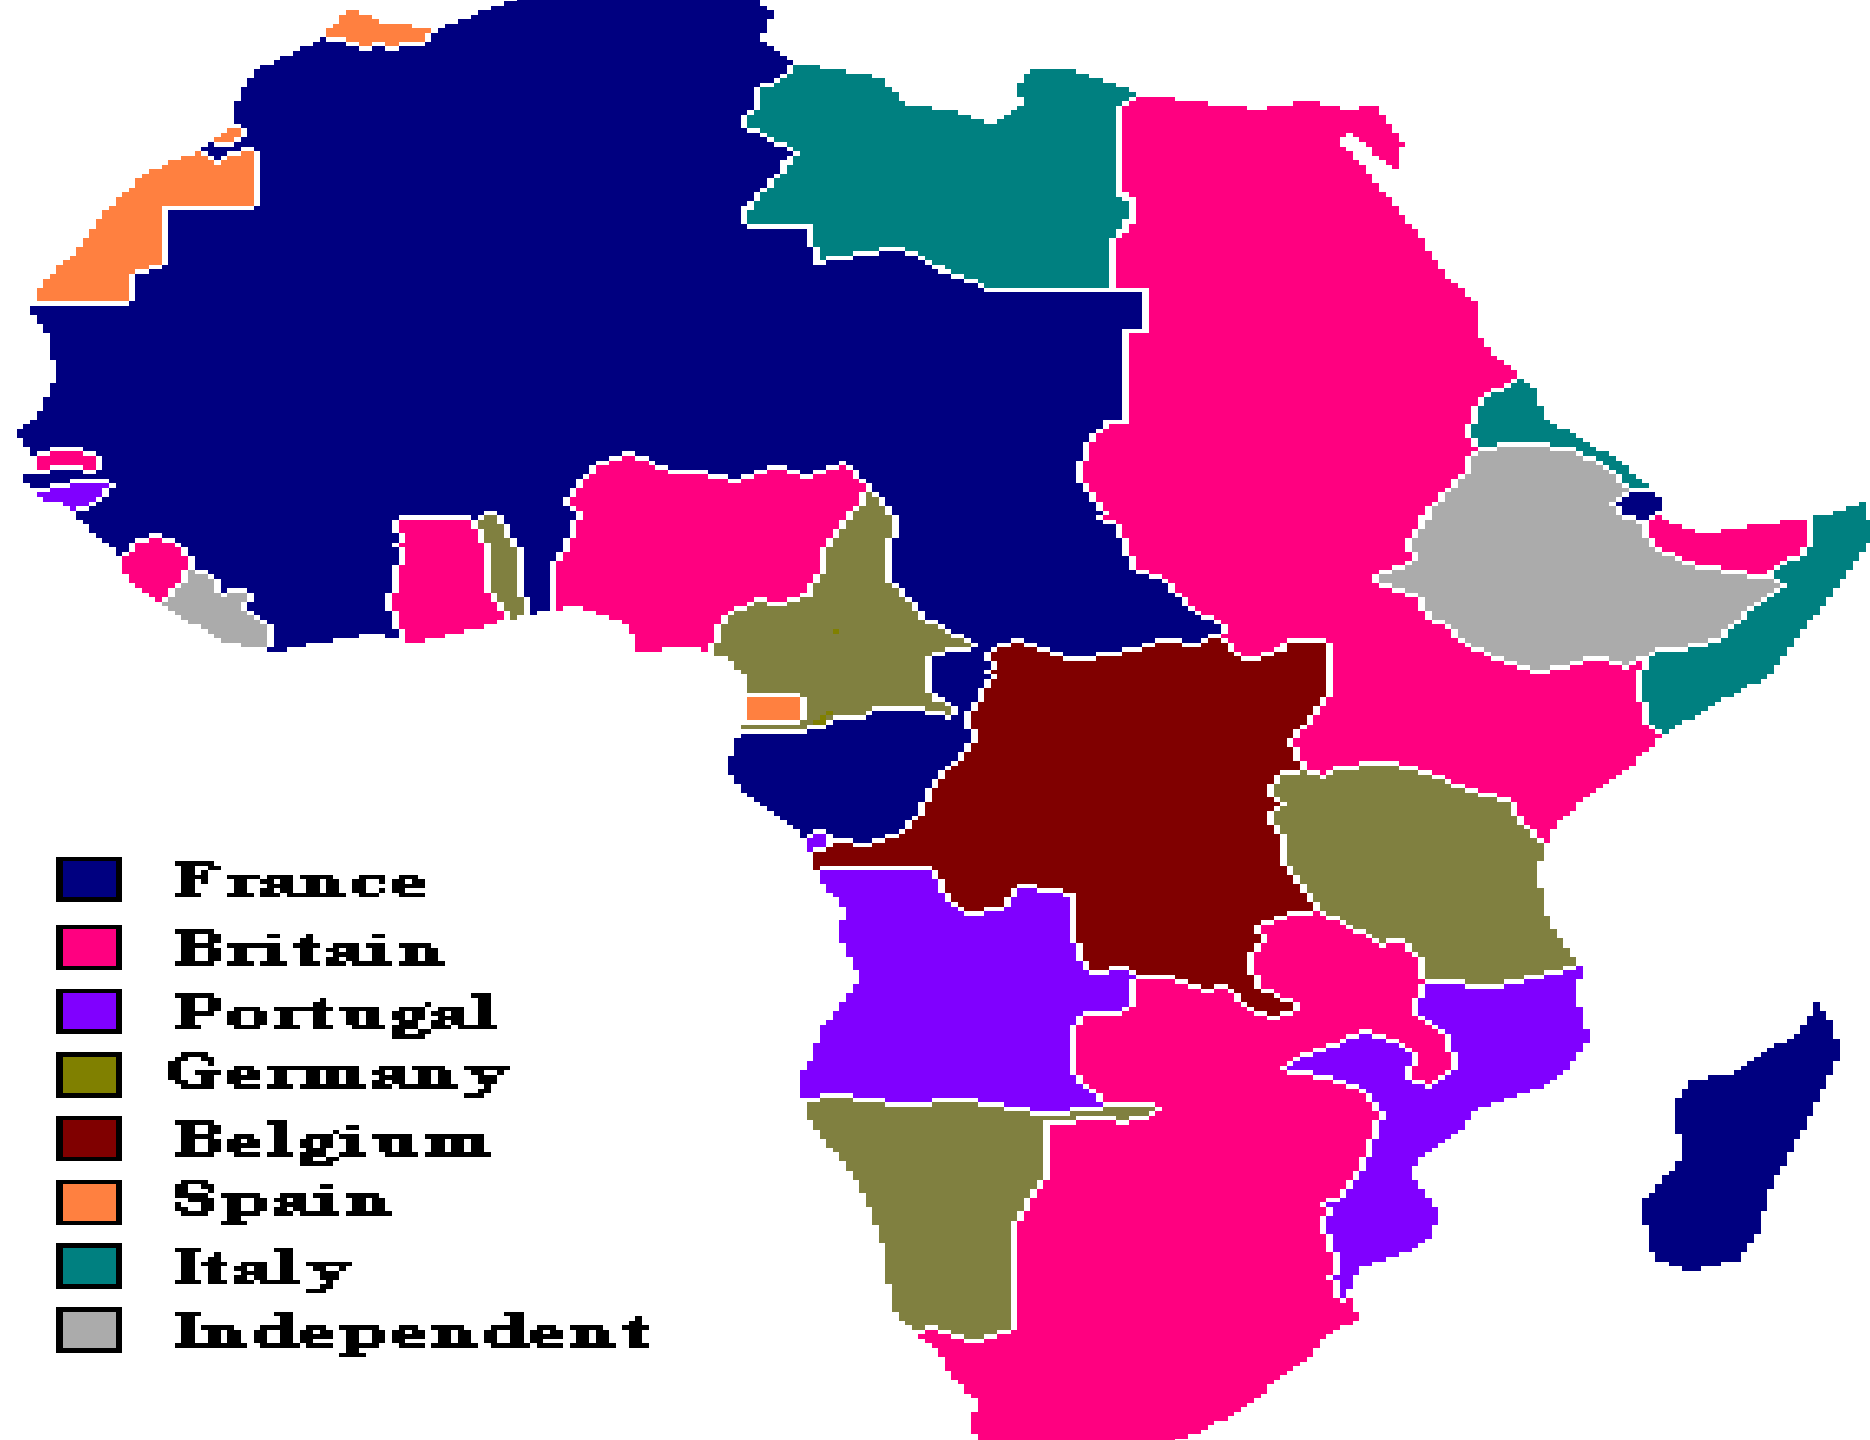 France
Britain
Portugal
Germany
Belgium
Spain
Italy
Independent